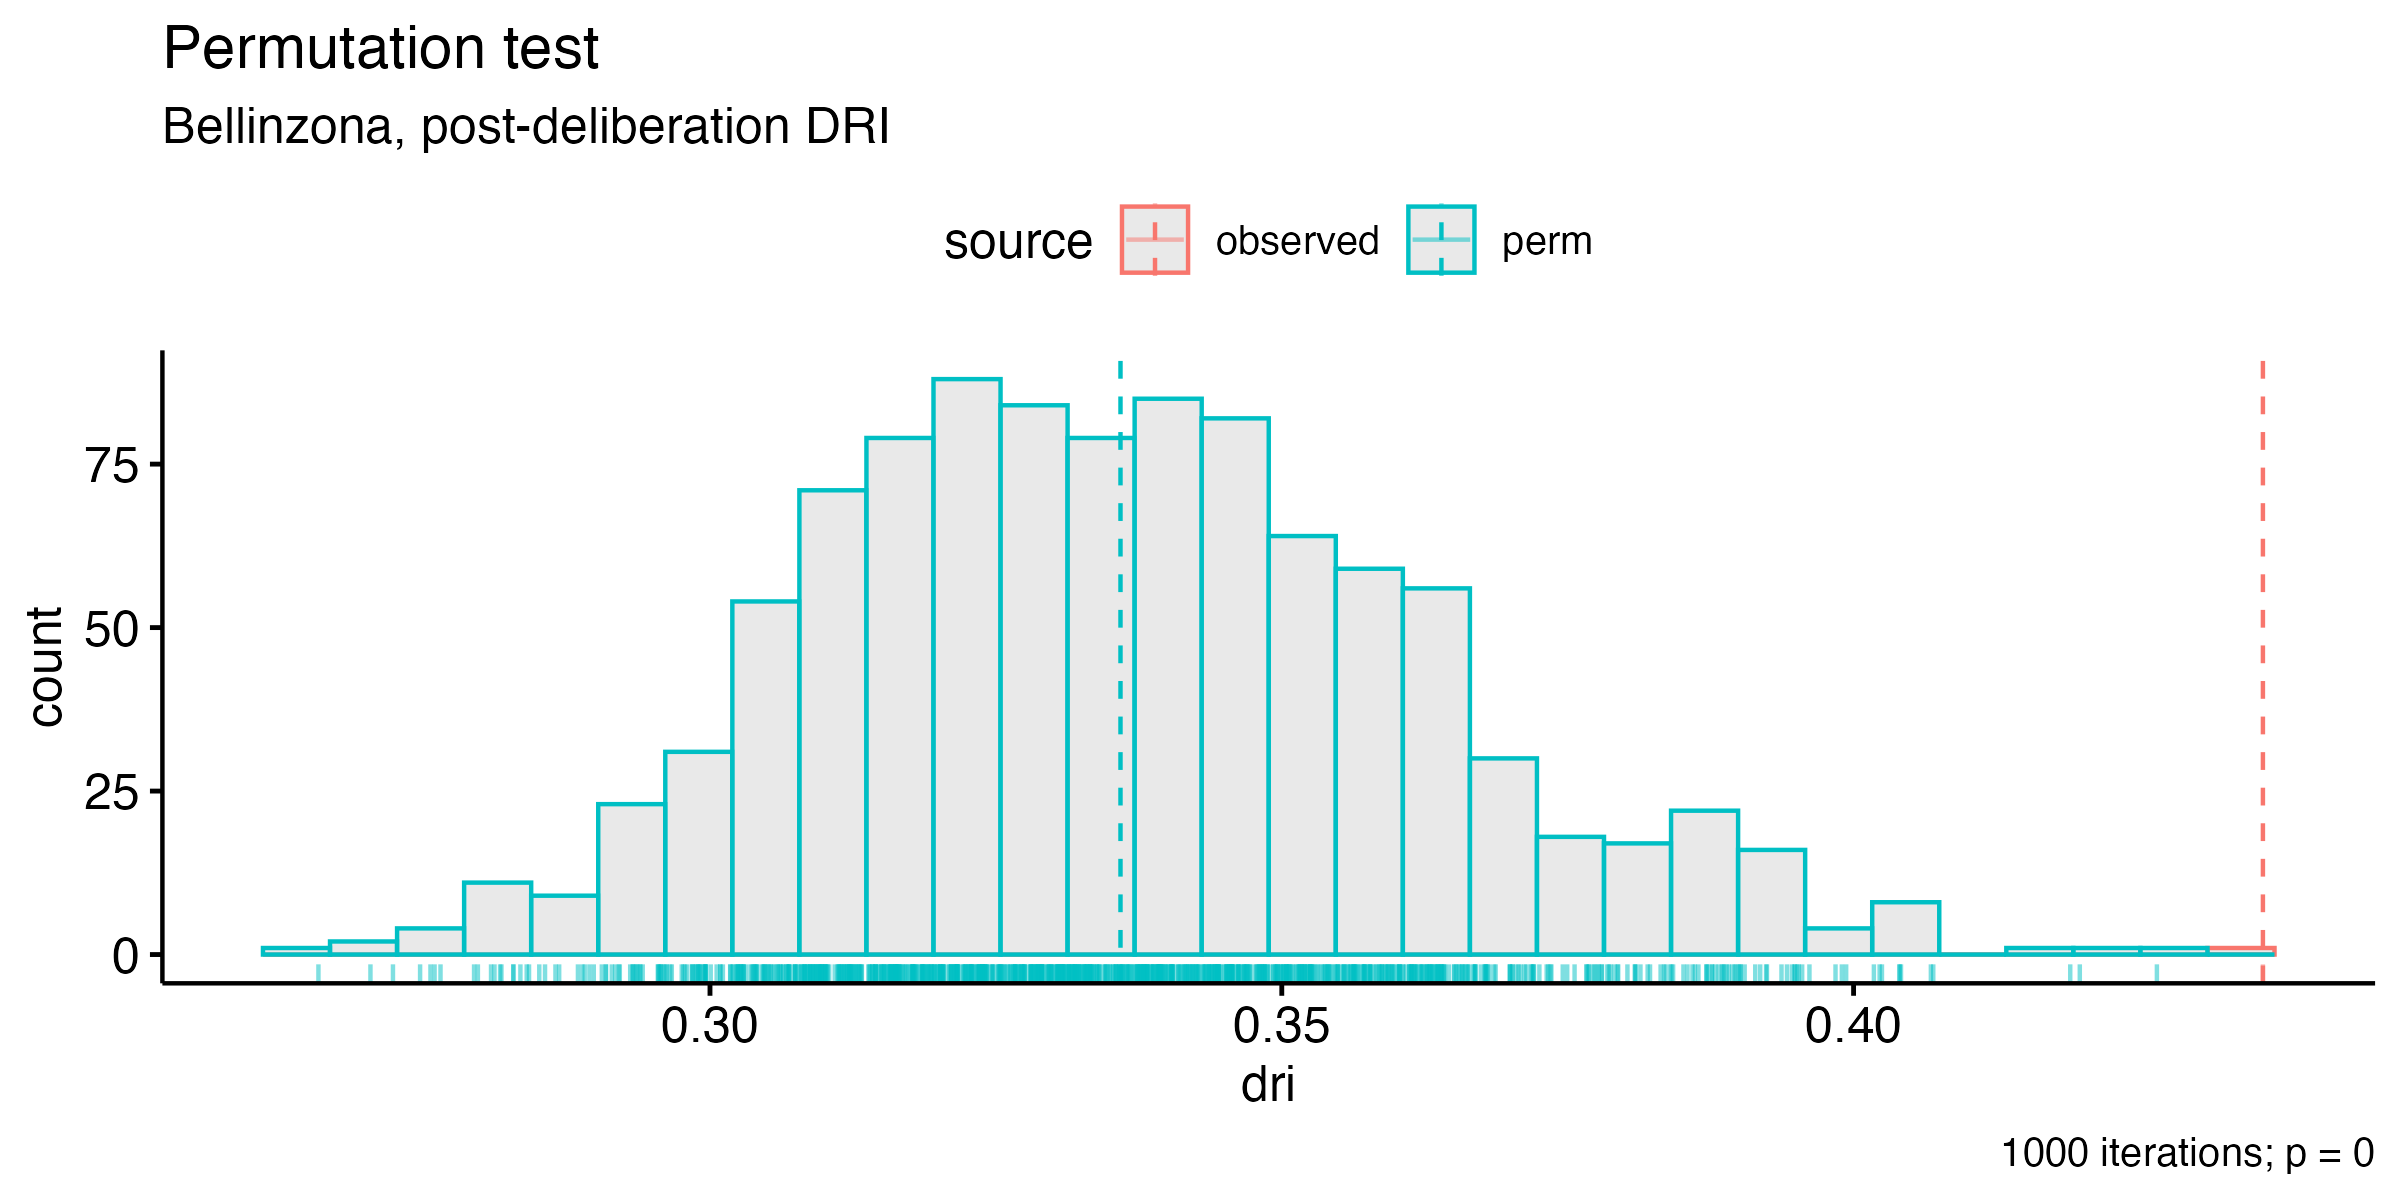 Permutation test
Bellinzona, post-deliberation DRI
source observed perm
75
50
25
0
count
0.30 0.35 0.40
dri
1000 iterations; p = 0